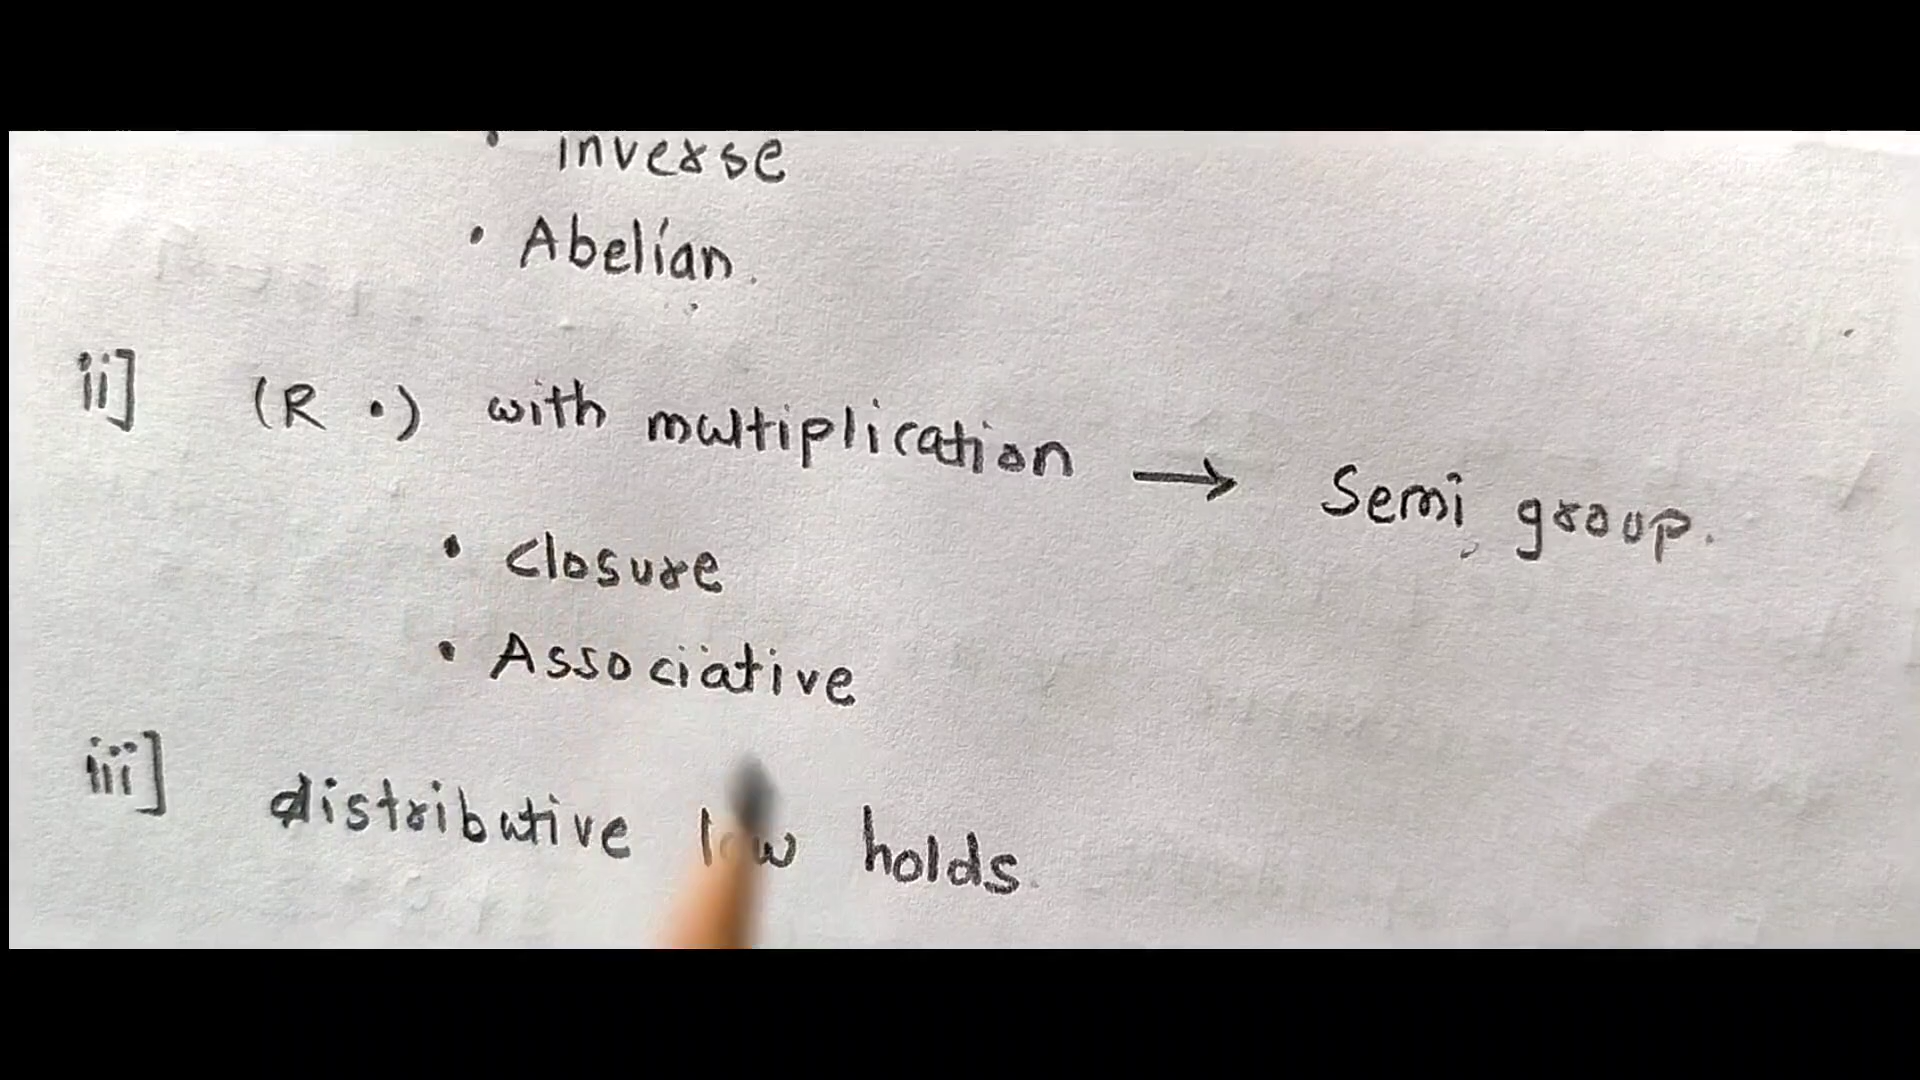 • inverse
• Abelian.
ii] (R •) with multiplication → Semi group.
• Closure
• Associative
iii] distributive law holds.